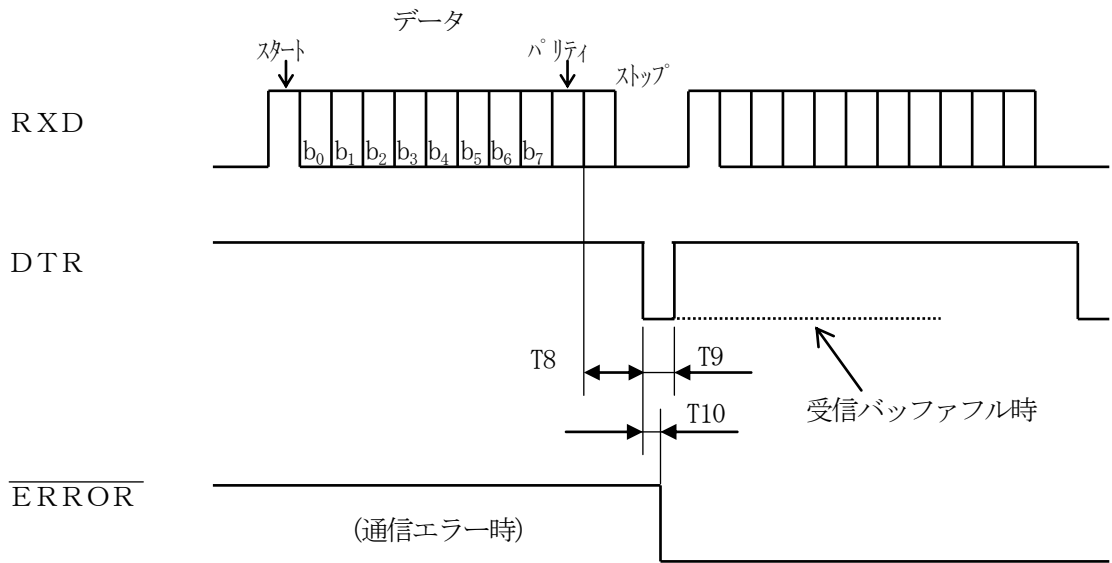 データ
スタート
パリティ
ストップ
RXD
b0 b1 b2 b3 b4 b5 b6 b7
DTR
T8
T9
T10
受信バッファフル時
ERROR
(通信エラー時)